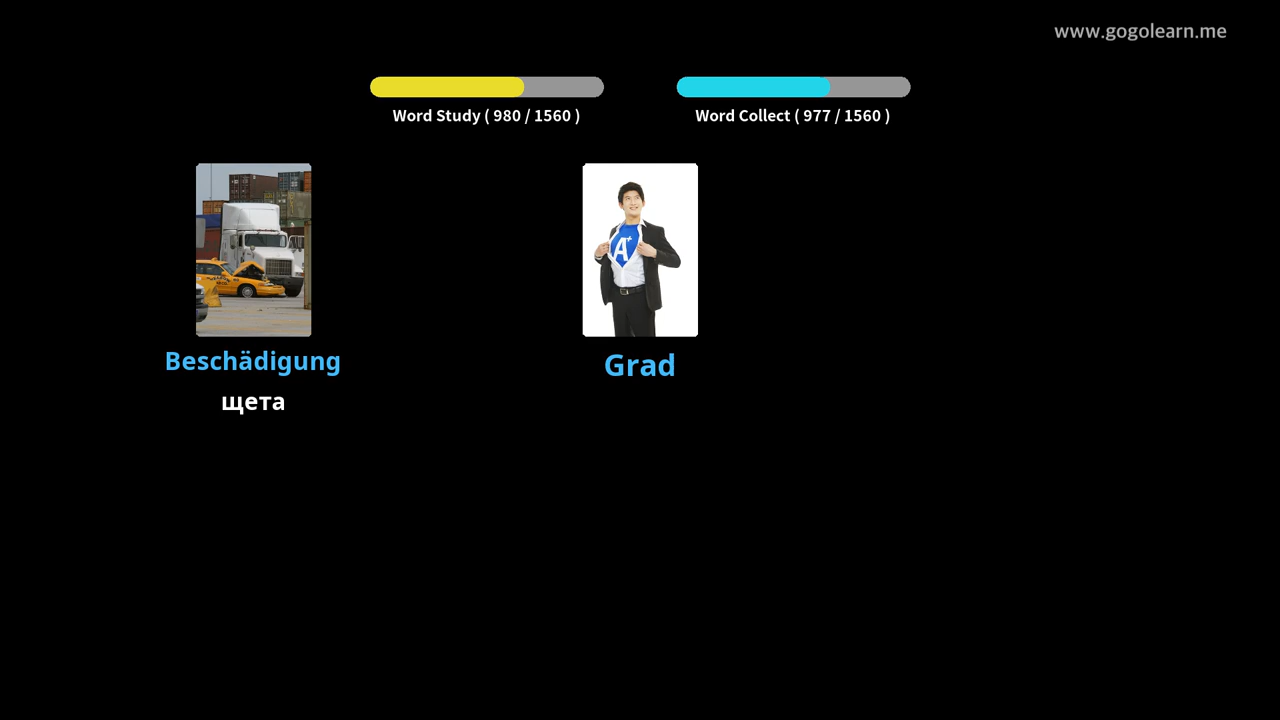 www.gogolearn.me
Word Study ( 980 / 1560 )
Word Collect ( 977 / 1560 )
A+
Beschädigung
Grad
щета